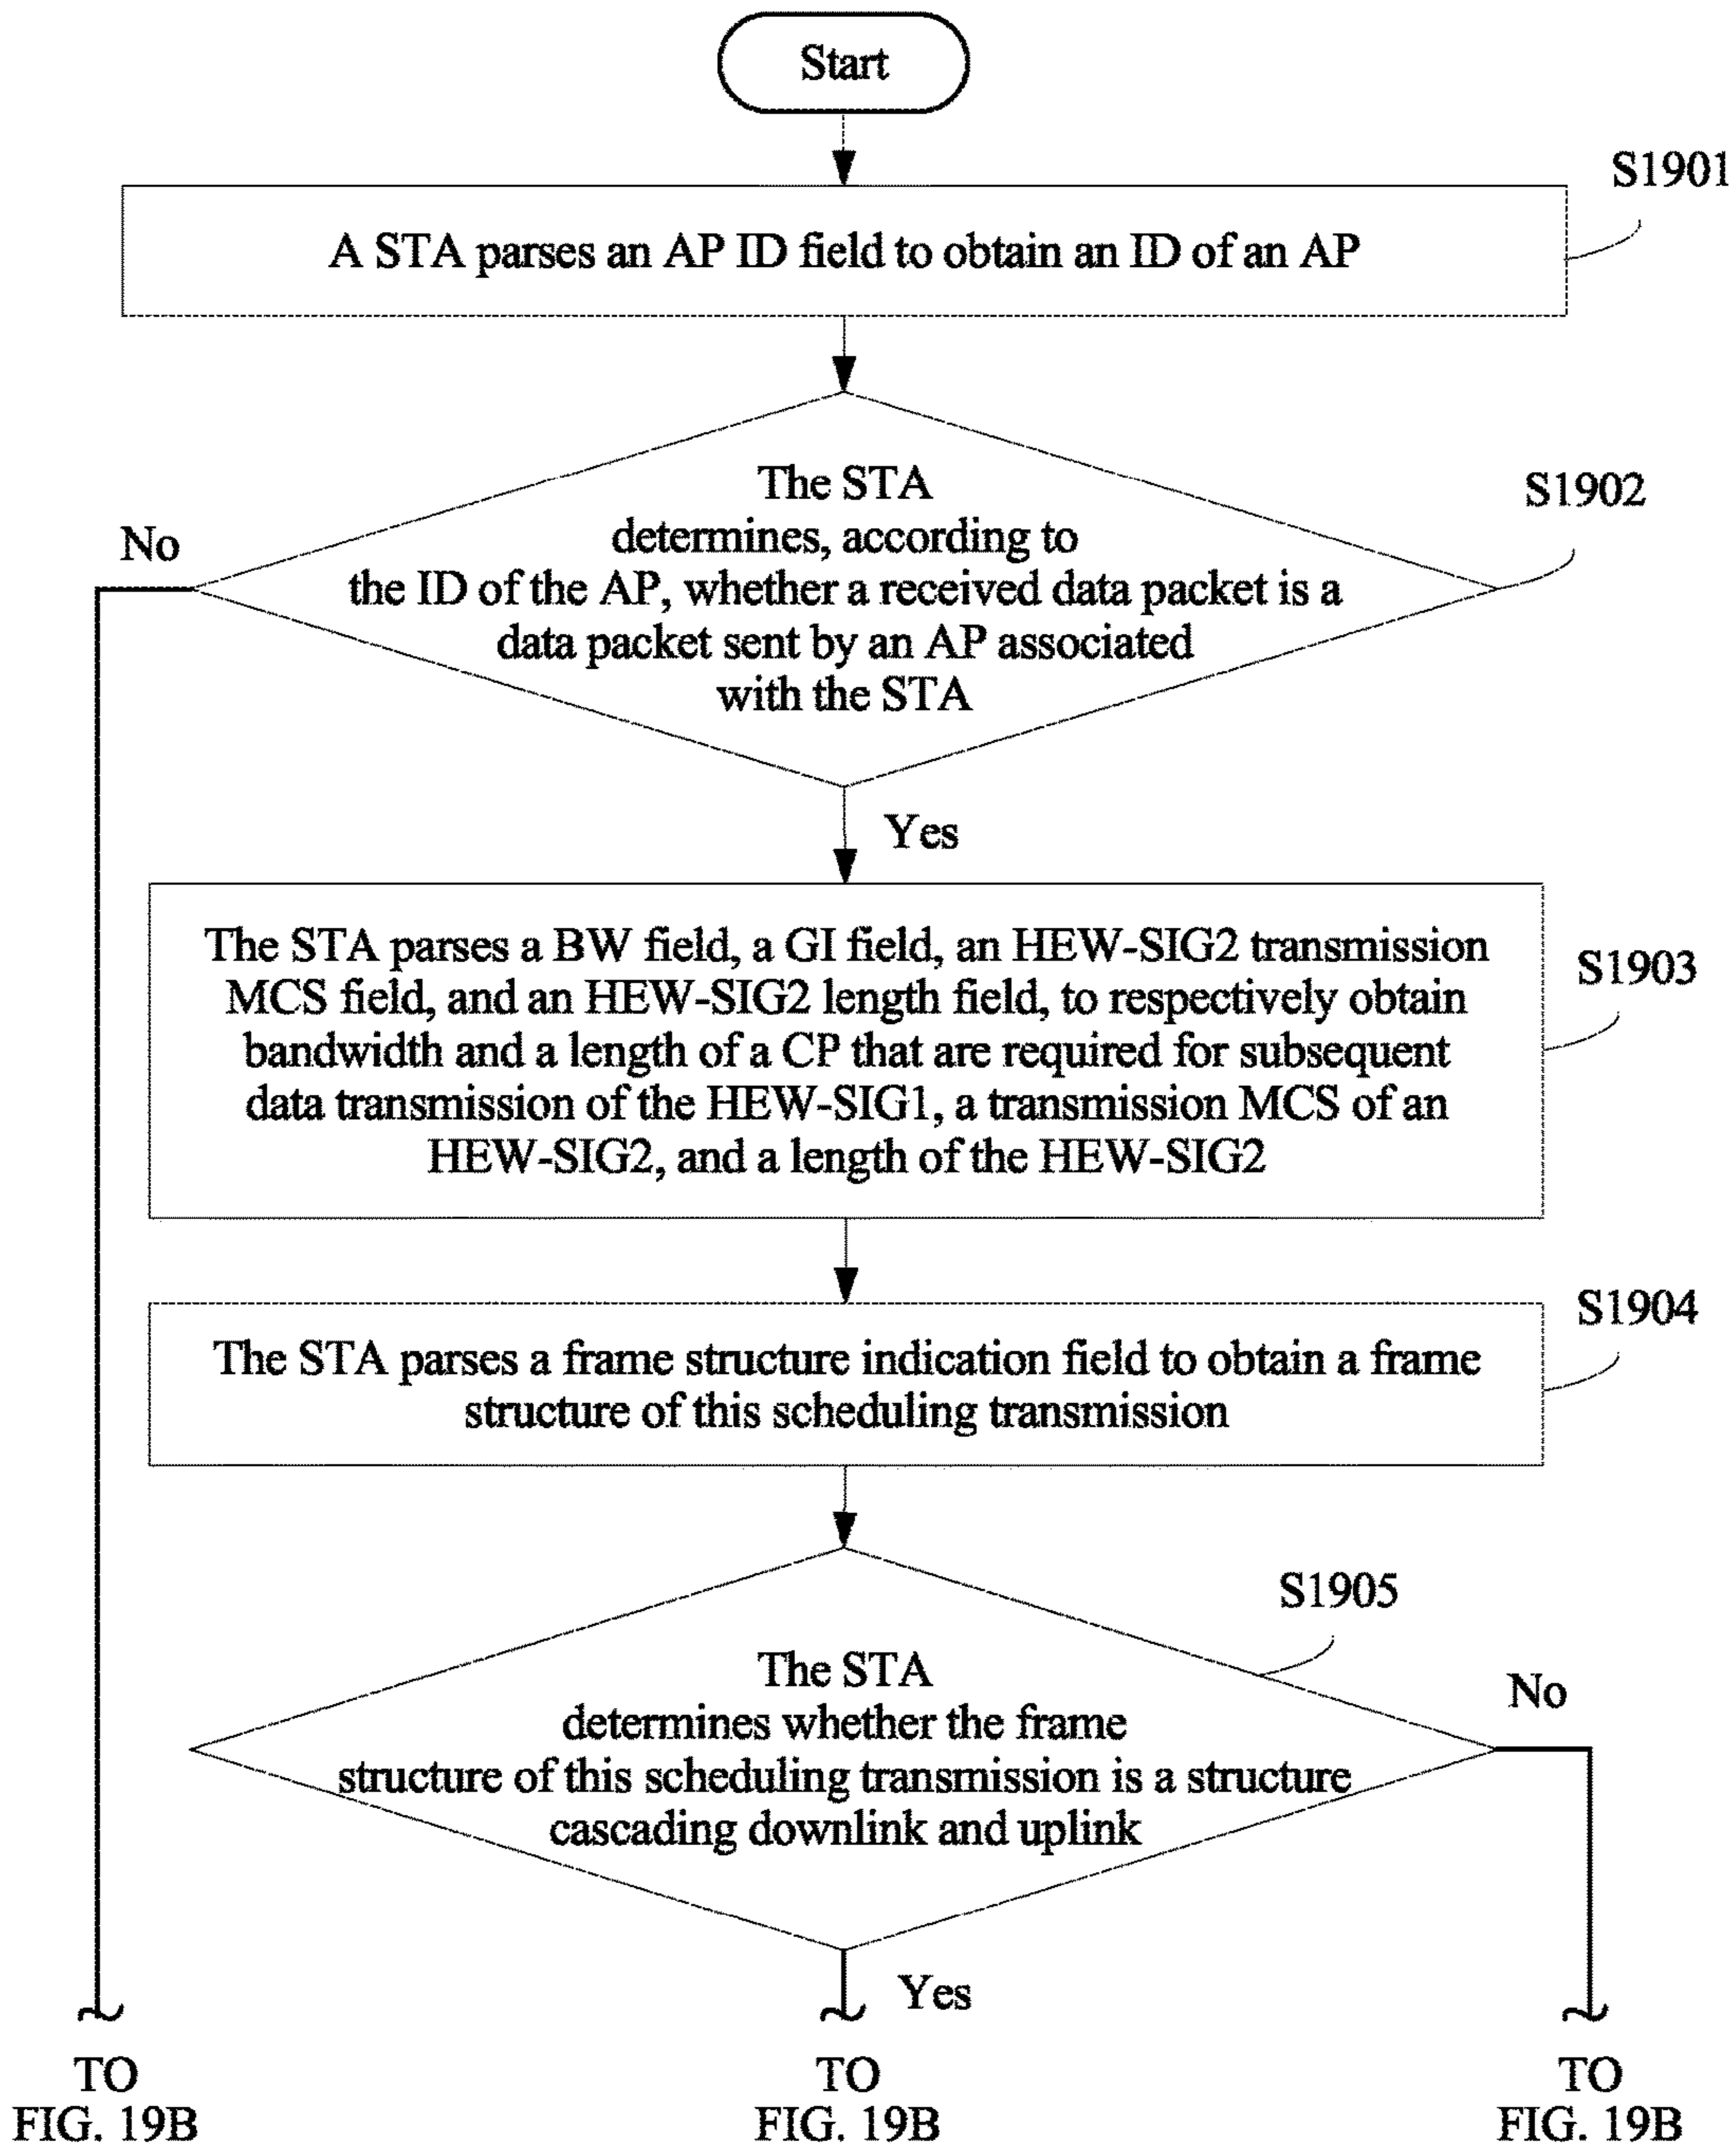 Start
S1901
A STA parses an AP ID field to obtain an ID of an AP
S1902
The STA
determines, according to
the ID of the AP, whether a received data packet is a
data packet sent by an AP associated
with the STA
No
Yes
The STA parses a BW field, a GI field, an HEW-SIG2 transmission
MCS field, and an HEW-SIG2 length field, to respectively obtain
bandwidth and a length of a CP that are required for subsequent
data transmission of the HEW-SIG1, a transmission MCS of an
HEW-SIG2, and a length of the HEW-SIG2
S1903
S1904
The STA parses a frame structure indication field to obtain a frame
structure of this scheduling transmission
S1905
The STA
determines whether the frame
structure of this scheduling transmission is a structure
cascading downlink and uplink
No
Yes
TO
FIG. 19B
TO
FIG. 19B
TO
FIG. 19B